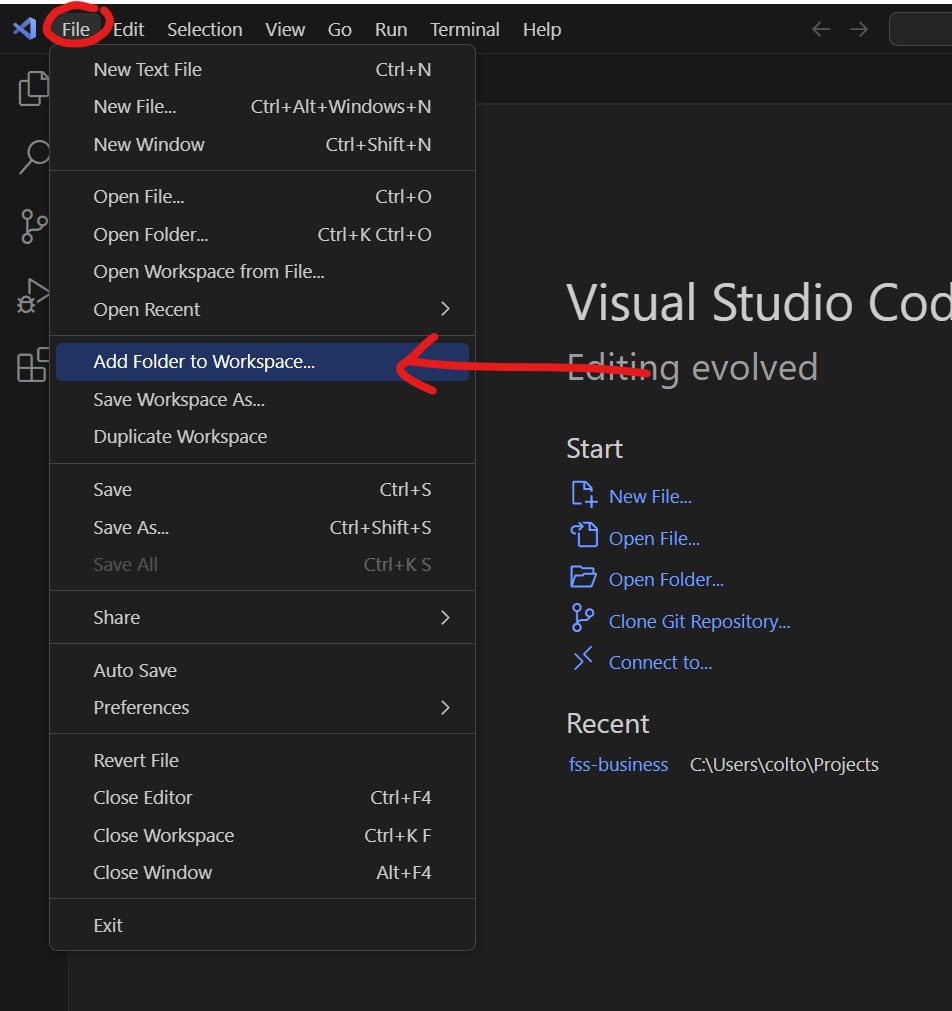 File Edit Selection View Go Run Terminal Help
New Text File Ctrl+N
New File... Ctrl+Alt+Windows+N
New Window Ctrl+Shift+N
Open File... Ctrl+O
Open Folder... Ctrl+K Ctrl+O
Open Workspace from File...
Open Recent
Add Folder to Workspace...
Save Workspace As...
Duplicate Workspace
Save Ctrl+S
Save As... Ctrl+Shift+S
Save All Ctrl+K S
Share
Auto Save
Preferences
Revert File
Close Editor Ctrl+F4
Close Workspace Ctrl+K F
Close Window Alt+F4
Exit
Visual Studio Cod
Editing evolved
Start
New File...
Open File...
Open Folder...
Clone Git Repository...
Connect to...
Recent
fss-business C:\Users\colto\Projects